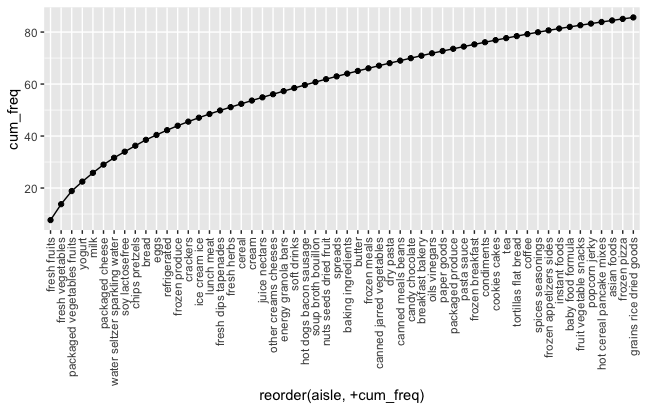 cum_freq
80
60
40
20
fresh fruits
fresh vegetables
packaged vegetables fruits
yogurt
milk
packaged cheese
water seltzer sparkling water
soy lactosefree
chips pretzels
bread
eggs
refrigerated
frozen produce
crackers
ice cream ice
lunch meat
fresh dips tapenades
fresh herbs
cereal
cream
juice nectars
other creams cheeses
energy granola bars
soft drinks
hot dogs bacon sausage
soup broth bouillon
nuts seeds dried fruit
spreads
baking ingredients
butter
frozen meals
canned jarred vegetables
dry pasta
canned meals beans
candy chocolate
breakfast bakery
oils vinegars
paper goods
packaged produce
pasta sauce
frozen breakfast
condiments
cookies cakes
tea
tortillas flat bread
coffee
spices seasonings
frozen appetizers sides
instant foods
baby food formula
fruit vegetable snacks
popcorn jerky
hot cereal pancake mixes
asian foods
frozen pizza
grains rice dried goods
reorder(aisle, +cum_freq)